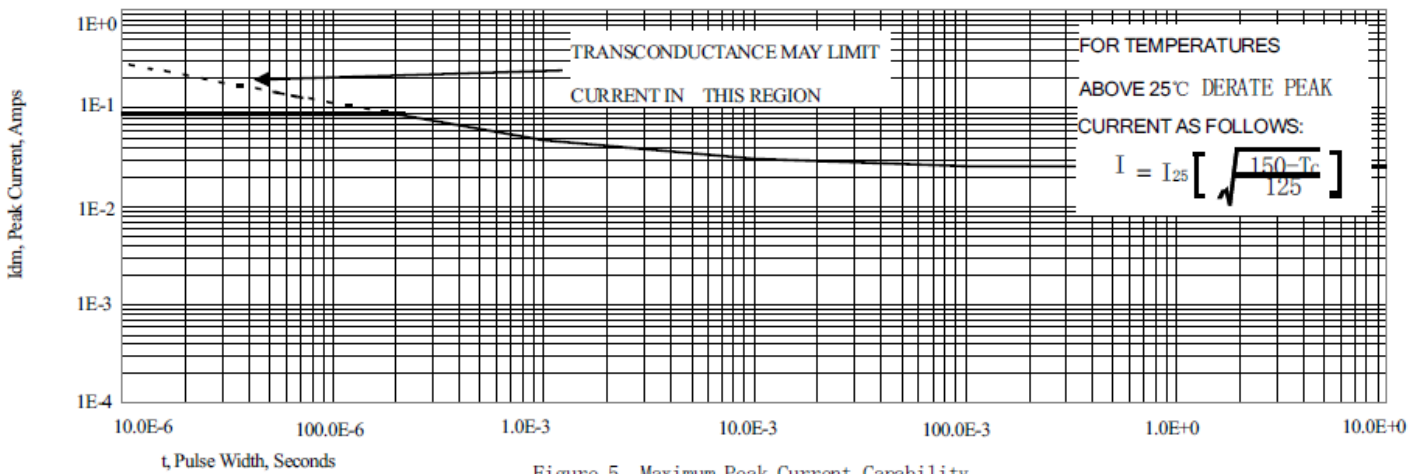 1E+0
1E-1
1E-2
1E-3
1E-4
Idm, Peak Current, Amps
TRANSCONDUCTANCE MAY LIMIT
CURRENT IN THIS REGION
FOR TEMPERATURES
ABOVE 25℃ DERATE PEAK
CURRENT AS FOLLOWS:
I = I25 [ √ 150-Tc / 125 ]
10.0E-6 100.0E-6 1.0E-3 10.0E-3 100.0E-3 1.0E+0 10.0E+0
t, Pulse Width, Seconds
Figure 5. Maximum Peak Current Capability